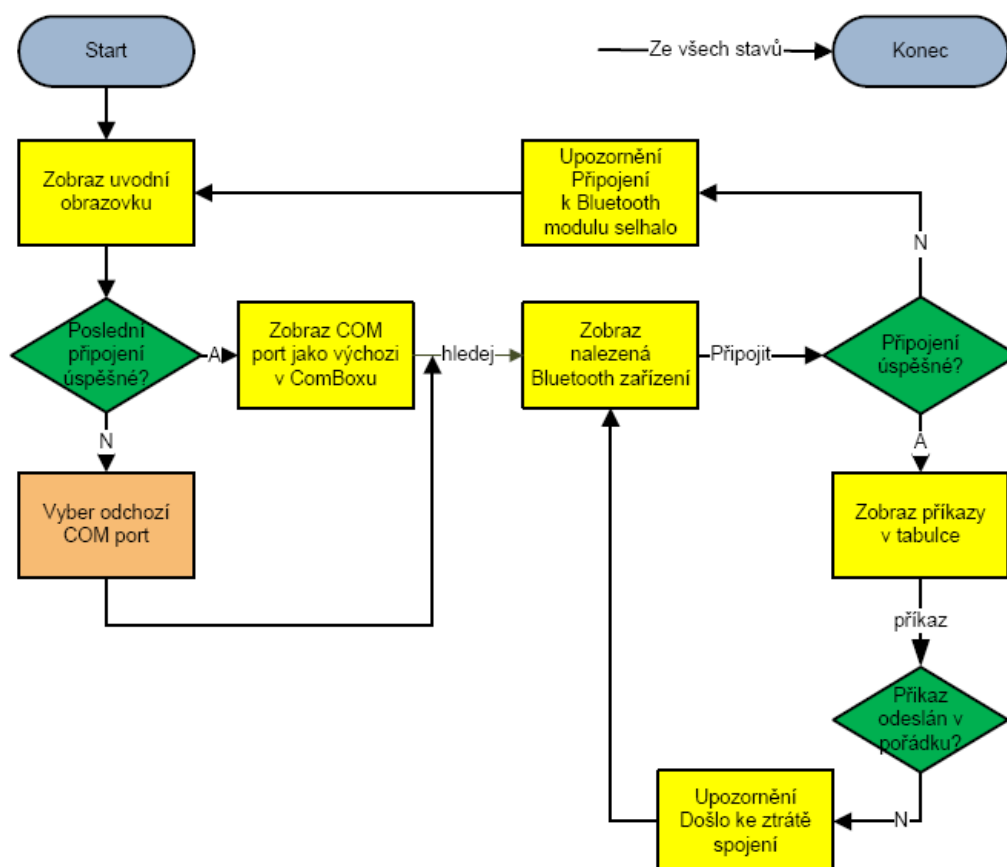 Start
Ze všech stavů
Konec
Zobraz uvodní
obrazovku
Upozornění
Připojení
k Bluetooth
modulu selhalo
N
Poslední
připojení
úspěšné?
A
Zobraz COM
port jako výchozi
v ComBoxu
hledej
Zobraz
nalezená
Bluetooth zařízení
Připojit
Připojení
úspěšné?
N
A
Vyber odchozí
COM port
Zobraz příkazy
v tabulce
příkaz
Přikaz
odeslán v
pořádku?
N
Upozornění
Došlo ke ztrátě
spojení